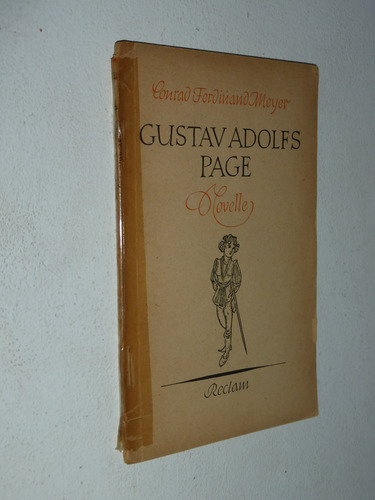 Conrad Ferdinand Meyer
GUSTAV ADOLFS
PAGE
Novelle
Reclam